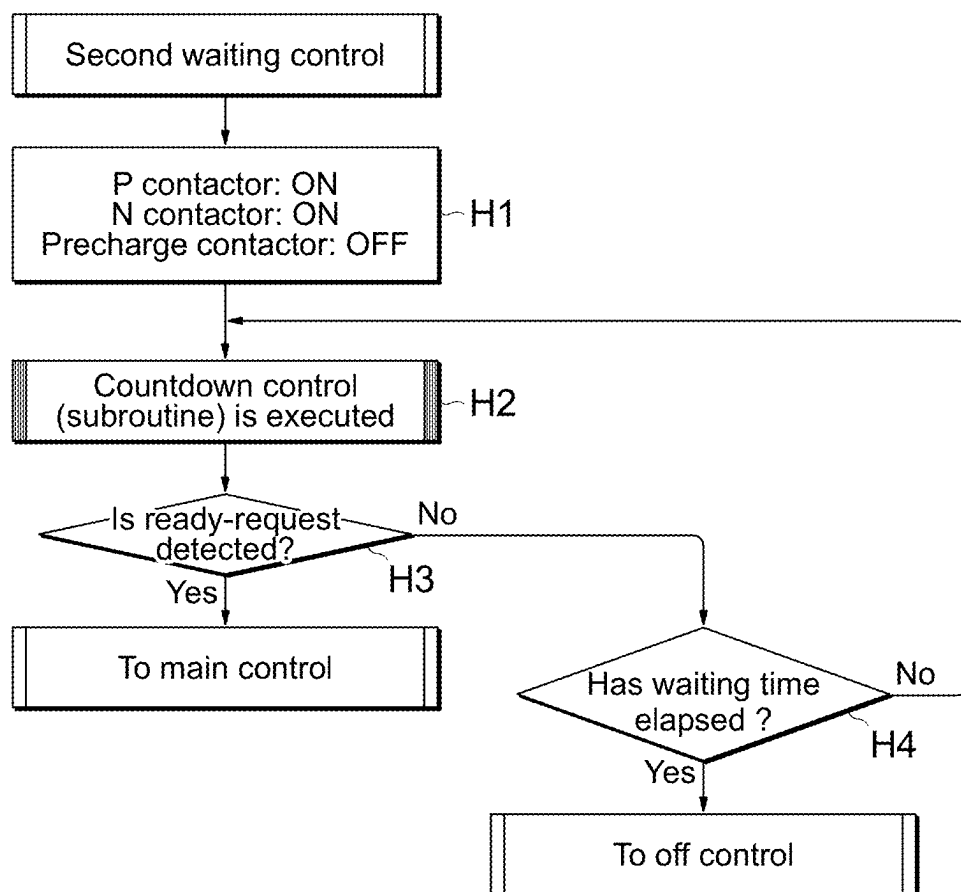 Second waiting control
P contactor: ON
N contactor: ON
Precharge contactor: OFF
H1
Countdown control
(subroutine) is executed
H2
Is ready-request
detected?
No
H3
Yes
To main control
Has waiting time
elapsed ?
No
H4
Yes
To off control